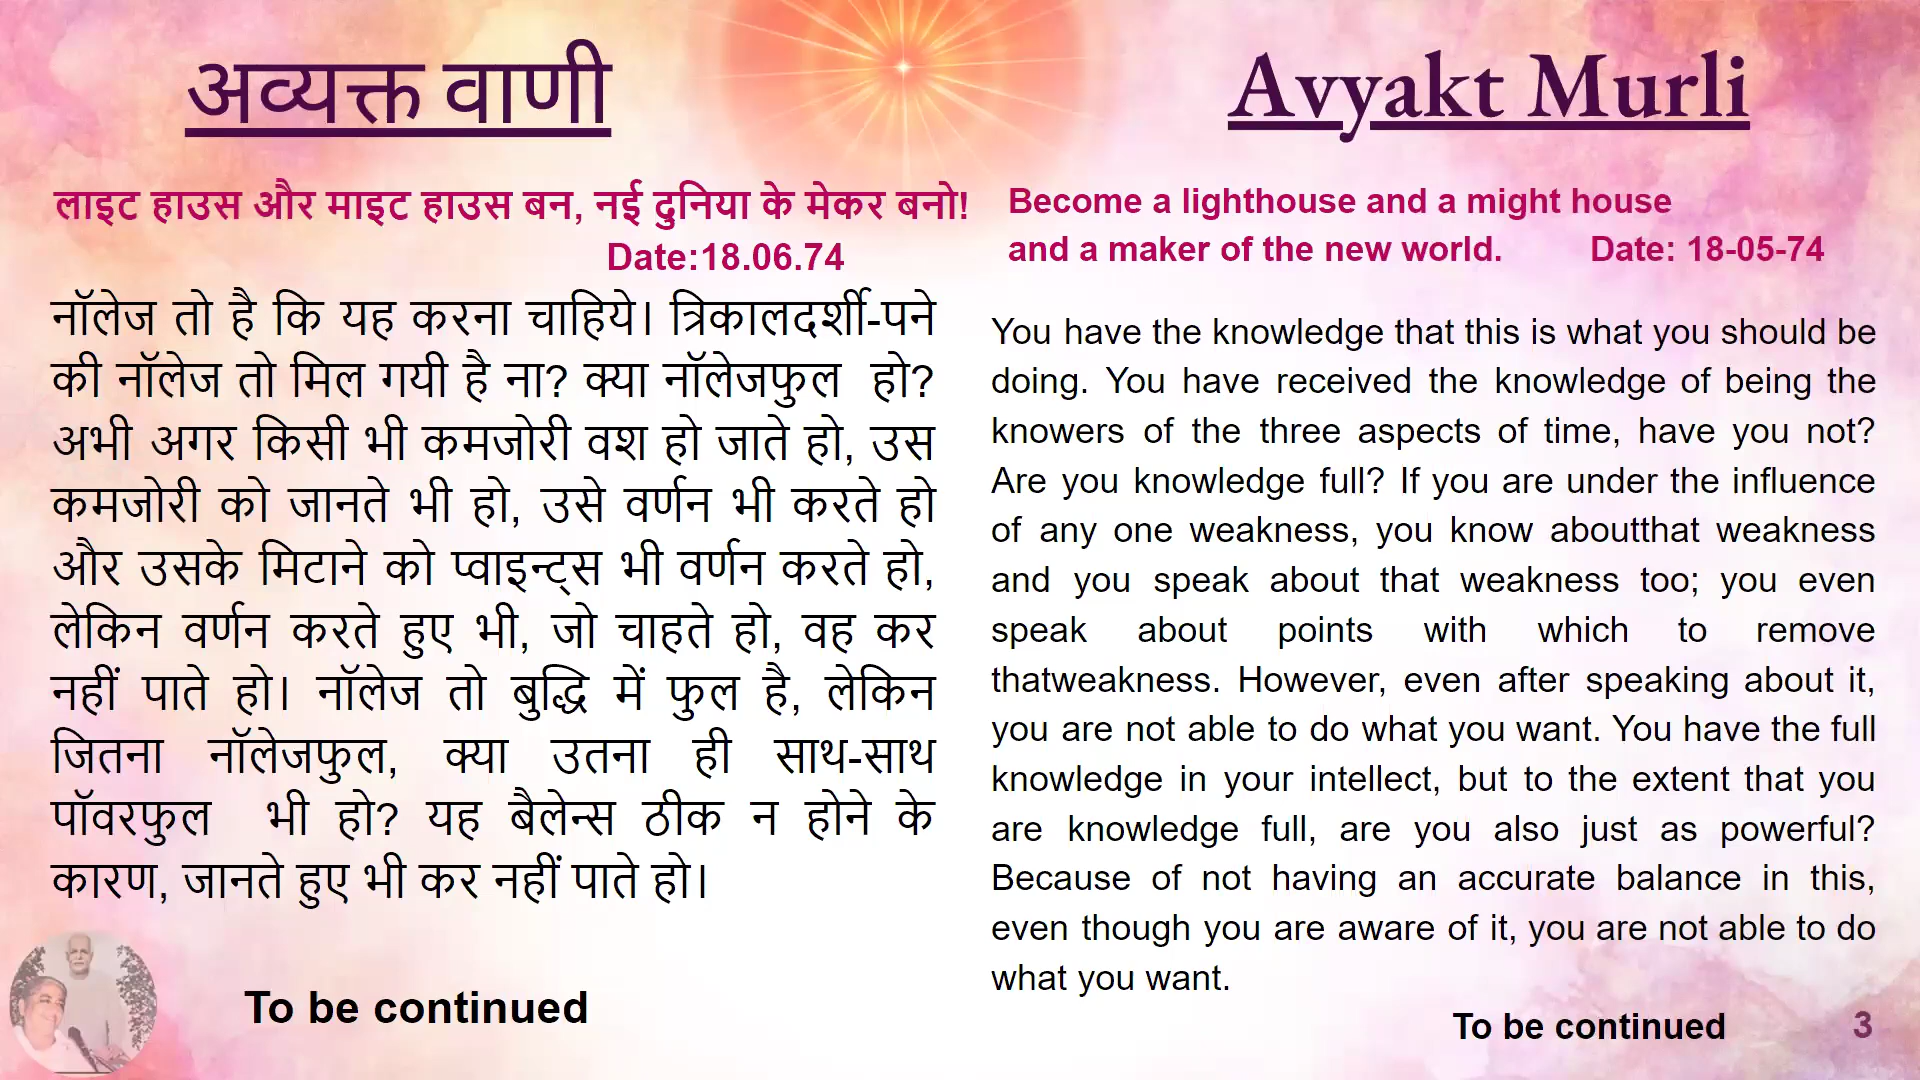 अव्यक्त वाणी
लाइट हाउस और माइट हाउस बन, नई दुनिया के मेकर बनो!
Date:18.06.74
नॉलेज तो है कि यह करना चाहिये। त्रिकालदर्शी-पने
की नॉलेज तो मिल गयी है ना? क्या नॉलेजफुल हो?
अभी अगर किसी भी कमजोरी वश हो जाते हो, उस
कमजोरी को जानते भी हो, उसे वर्णन भी करते हो
और उसके मिटाने को प्वाइन्ट्स भी वर्णन करते हो,
लेकिन वर्णन करते हुए भी, जो चाहते हो, वह कर
नहीं पाते हो। नॉलेज तो बुद्धि में फुल है, लेकिन
जितना नॉलेजफुल, क्या उतना ही साथ-साथ
पॉवरफुल भी हो? यह बैलेन्स ठीक न होने के
कारण, जानते हुए भी कर नहीं पाते हो।
To be continued
Avyakt Murli
Become a lighthouse and a might house
and a maker of the new world. Date: 18-05-74
You have the knowledge that this is what you should be
doing. You have received the knowledge of being the
knowers of the three aspects of time, have you not?
Are you knowledge full? If you are under the influence
of any one weakness, you know aboutthat weakness
and you speak about that weakness too; you even
speak about points with which to remove
thatweakness. However, even after speaking about it,
you are not able to do what you want. You have the full
knowledge in your intellect, but to the extent that you
are knowledge full, are you also just as powerful?
Because of not having an accurate balance in this,
even though you are aware of it, you are not able to do
what you want.
To be continued
3